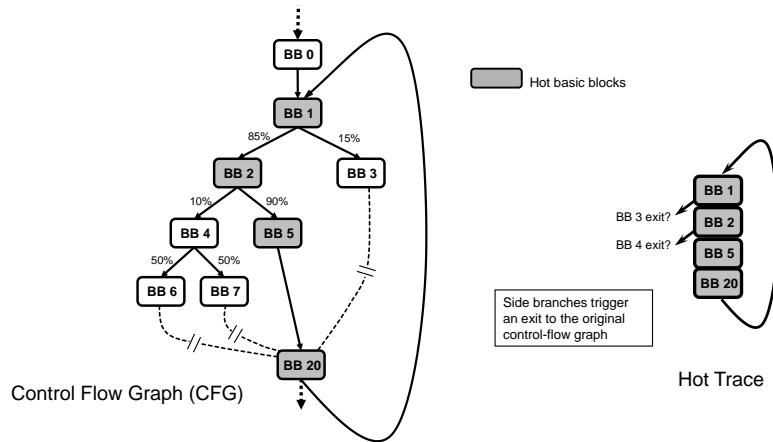 BB 0
Hot basic blocks
BB 1
85%
15%
BB 2
BB 3
10%
90%
BB 4
BB 5
50%
50%
BB 6
BB 7
BB 20
Control Flow Graph (CFG)
BB 1
BB 3 exit?
BB 2
BB 4 exit?
BB 5
BB 20
Side branches trigger
an exit to the original
control-flow graph
Hot Trace